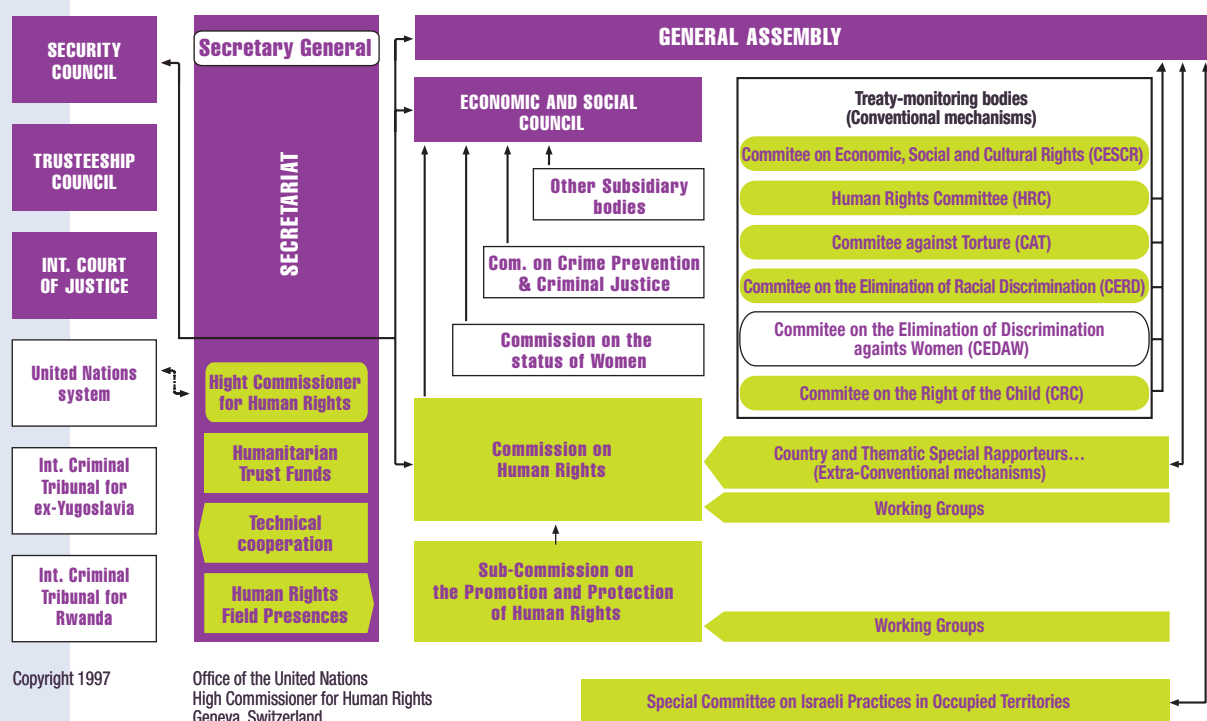 SECURITY
COUNCIL
TRUSTEESHIP
COUNCIL
INT. COURT
OF JUSTICE
United Nations
system
Int. Criminal
Tribunal for
ex-Yugoslavia
Int. Criminal
Tribunal for
Rwanda
Secretary General
SECRETARIAT
Hight Commissioner
for Human Rights
Humanitarian
Trust Funds
Technical
cooperation
Human Rights
Field Presences
GENERAL ASSEMBLY
ECONOMIC AND SOCIAL
COUNCIL
Other Subsidiary
bodies
Com. on Crime Prevention
& Criminal Justice
Commission on the
status of Women
Commission on
Human Rights
Sub-Commission on
the Promotion and Protection
of Human Rights
Treaty-monitoring bodies
(Conventional mechanisms)
Commitee on Economic, Social and Cultural Rights (CESCR)
Human Rights Committee (HRC)
Commitee against Torture (CAT)
Commitee on the Elimination of Racial Discrimination (CERD)
Commitee on the Elimination of Discrimination
againts Women (CEDAW)
Commitee on the Right of the Child (CRC)
Country and Thematic Special Rapporteurs…
(Extra-Conventional mechanisms)
Working Groups
Working Groups
Special Committee on Israeli Practices in Occupied Territories
Copyright 1997
Office of the United Nations
High Commissioner for Human Rights
Geneva, Switzerland